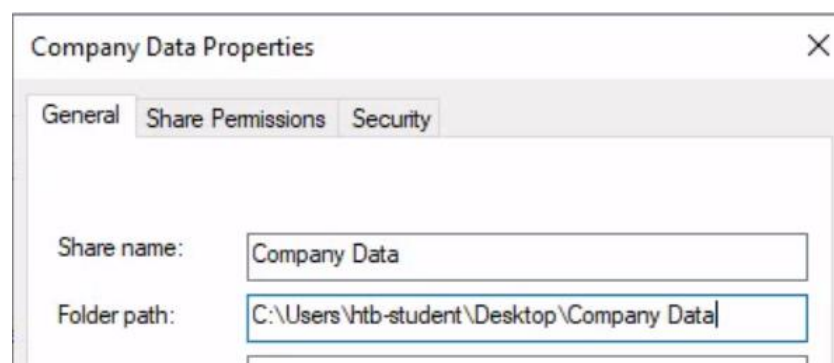 Company Data Properties
General Share Permissions Security
Share name: Company Data
Folder path: C:\Users\htb-student\Desktop\Company Data